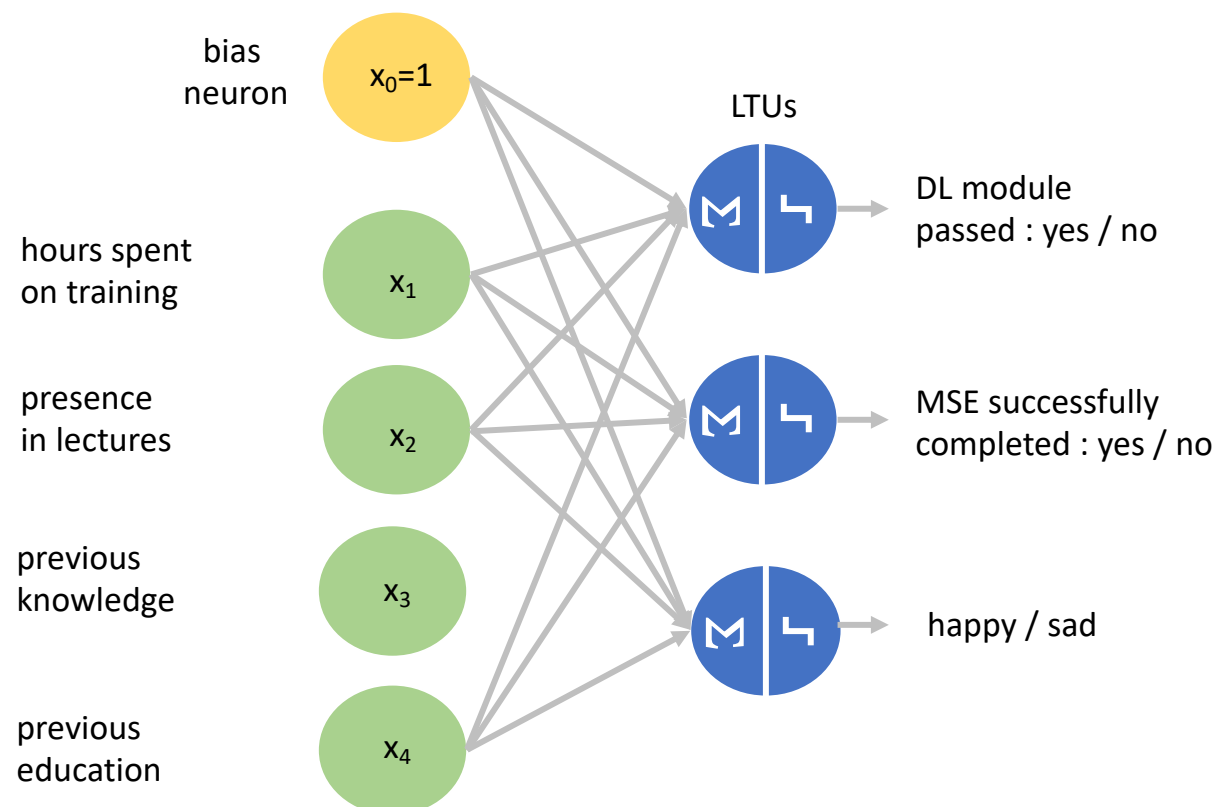 bias
neuron
x₀=1
LTUs
DL module
passed : yes / no
hours spent
on training
x₁
presence
in lectures
x₂
MSE successfully
completed : yes / no
previous
knowledge
x₃
happy / sad
previous
education
x₄